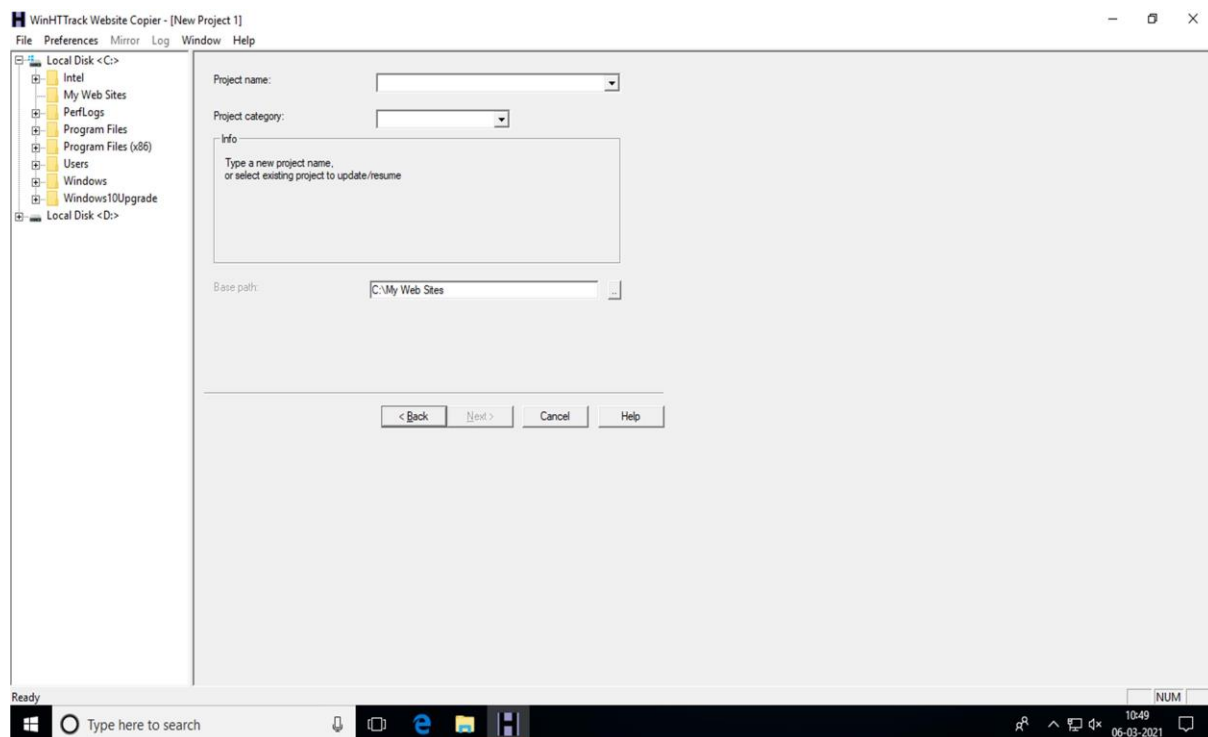 WinHTTrack Website Copier - [New Project 1]
File Preferences Mirror Log Window Help
Local Disk <C:>
Intel
My Web Sites
PerfLogs
Program Files
Program Files (x86)
Users
Windows
Windows10Upgrade
Local Disk <D:>
Project name:
Project category:
Info
Type a new project name,
or select existing project to update/resume
Base path:
C:\My Web Sites
..
< Back Next > Cancel Help
Ready
NUM
Type here to search
10:49
06-03-2021